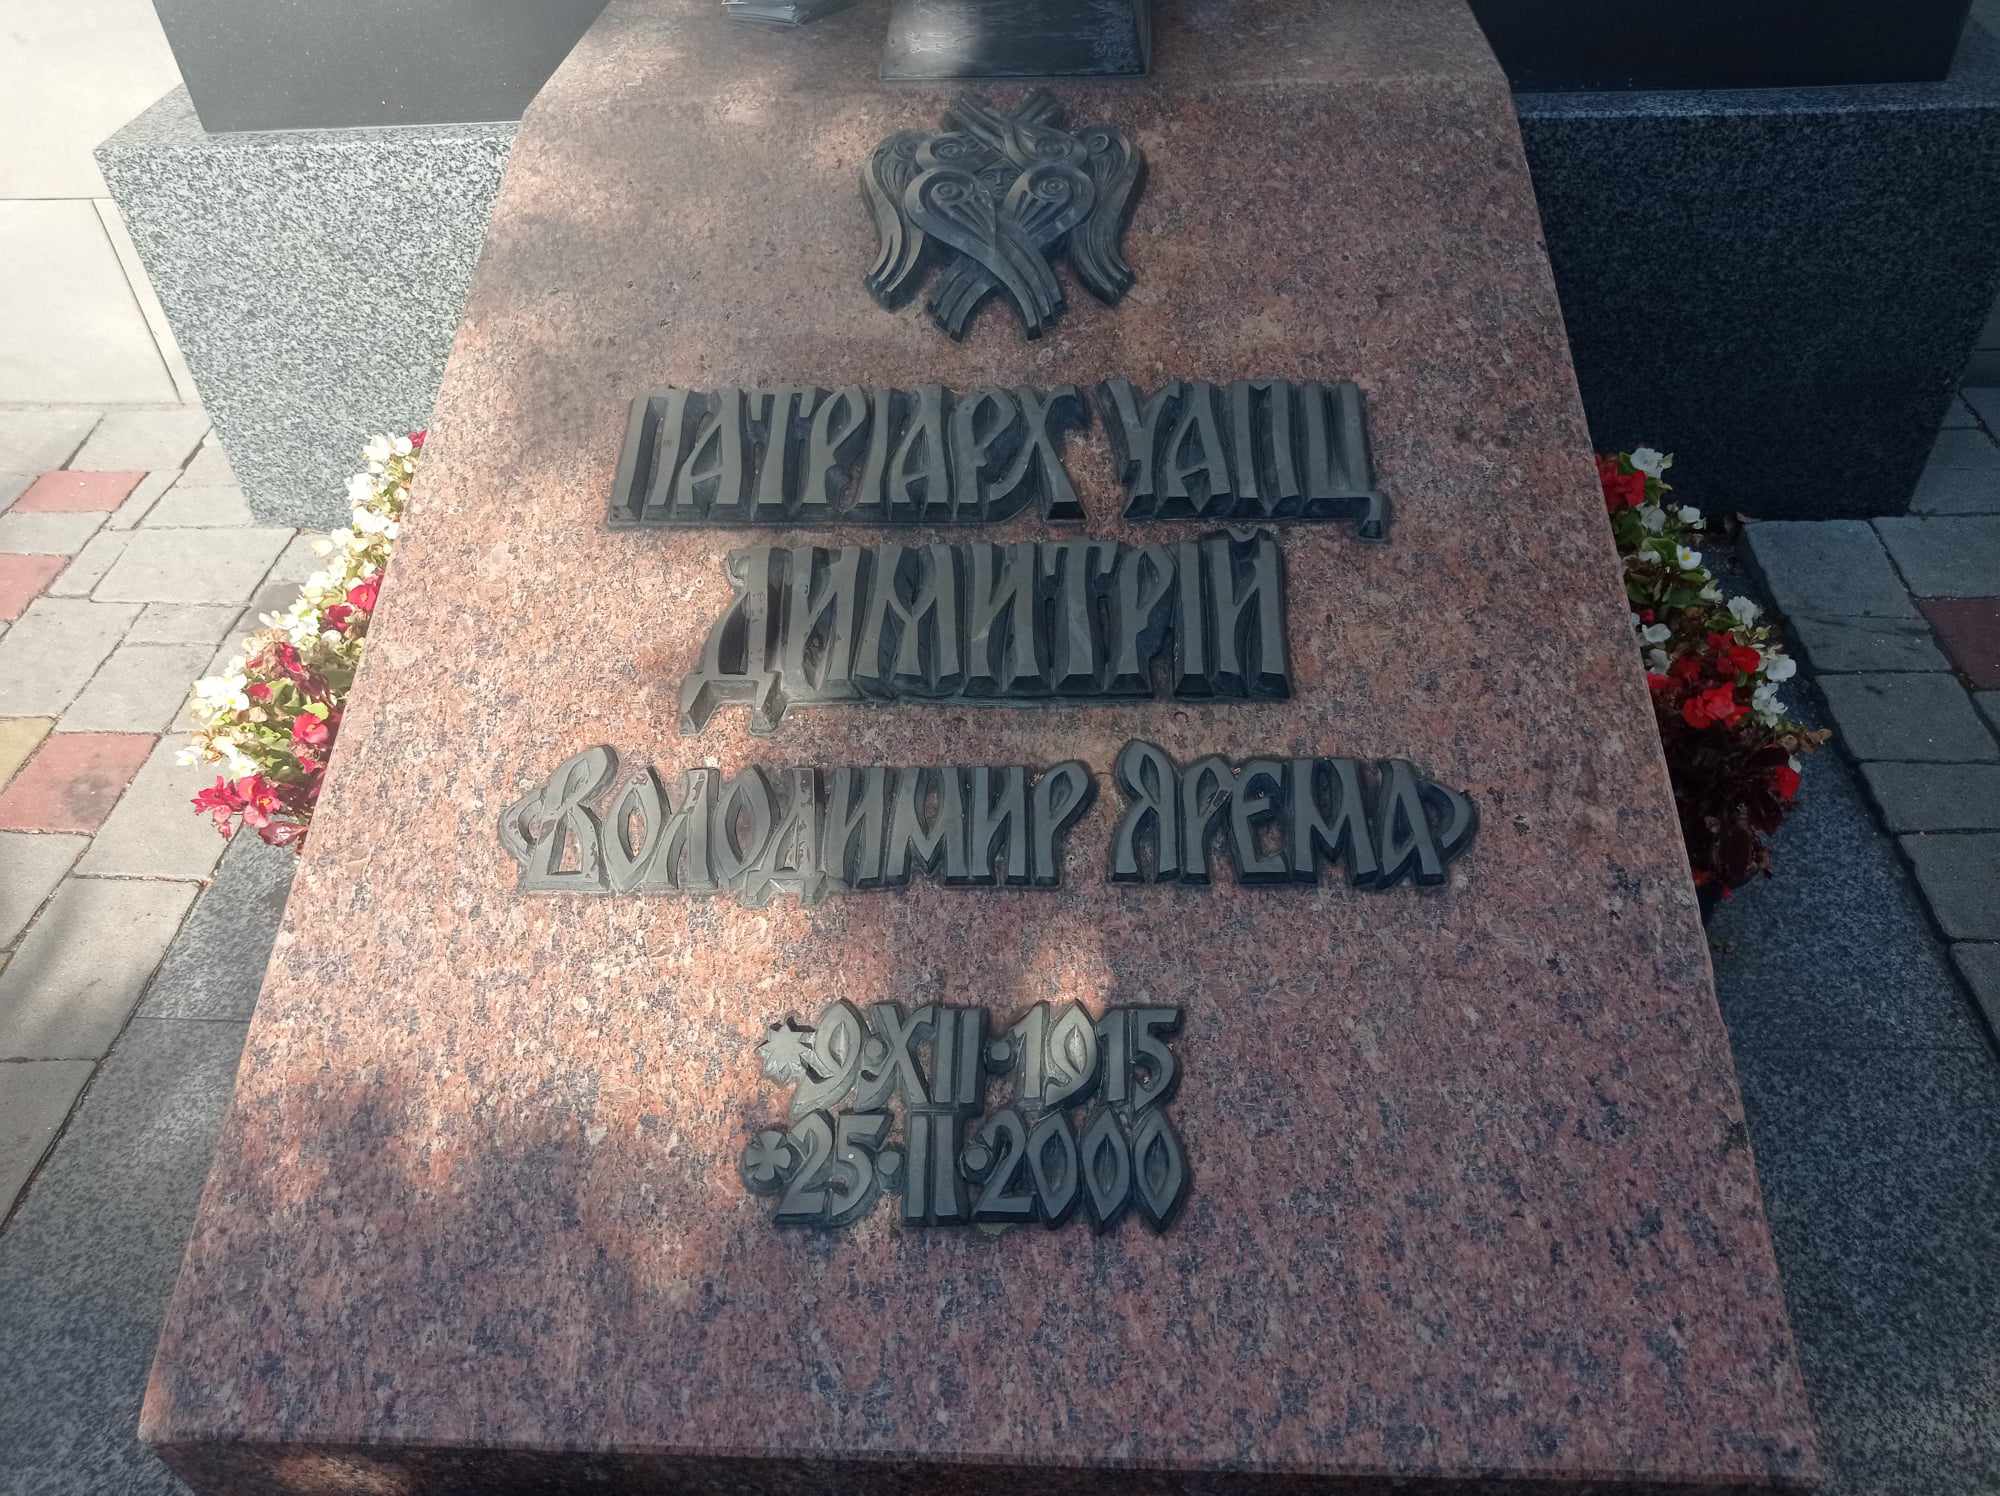 ПАТРІАРХ УАПЦ
ДИМИТРІЙ
ВОЛОДИМИР ЯРЕМА
*9·XII·1915
+25·II·2000